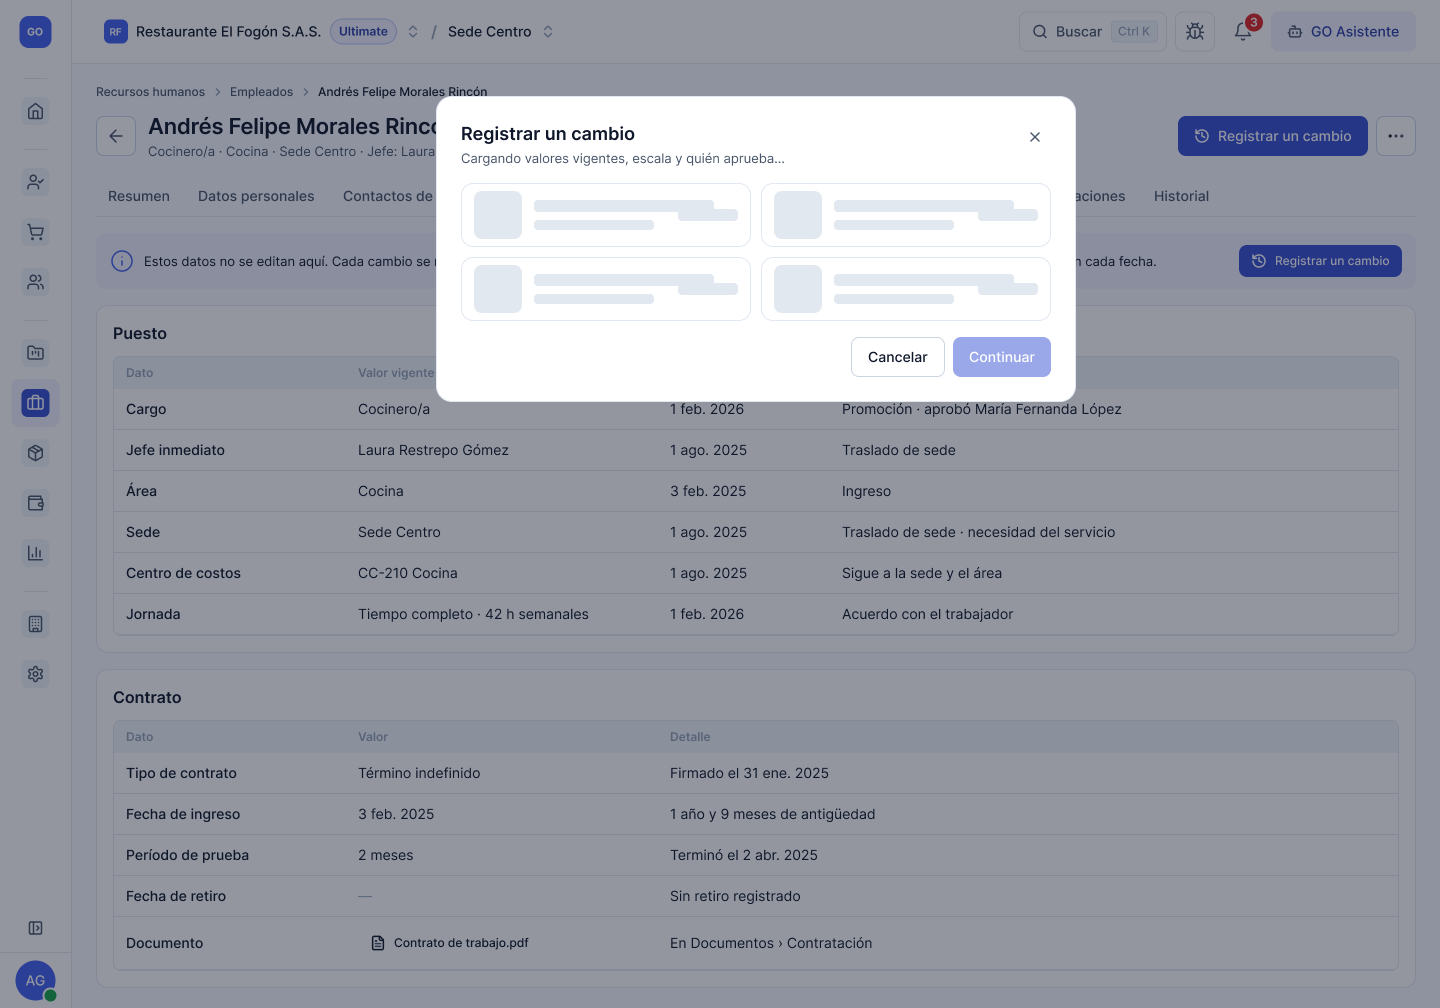 GO
RF Restaurante El Fogón S.A.S. Ultimate / Sede Centro
Buscar Ctrl K
3
GO Asistente
Recursos humanos > Empleados > Andrés Felipe Morales Rincón
Andrés Felipe Morales Rinc
Cocinero/a · Cocina · Sede Centro · Jefe: Laura
Registrar un cambio
Resumen Datos personales Contactos de
aciones Historial
Estos datos no se editan aquí. Cada cambio se
n cada fecha.
Registrar un cambio
Registrar un cambio
Cargando valores vigentes, escala y quién aprueba…
Cancelar Continuar
Puesto
Dato Valor vigente
Cargo Cocinero/a 1 feb. 2026 Promoción · aprobó María Fernanda López
Jefe inmediato Laura Restrepo Gómez 1 ago. 2025 Traslado de sede
Área Cocina 3 feb. 2025 Ingreso
Sede Sede Centro 1 ago. 2025 Traslado de sede · necesidad del servicio
Centro de costos CC-210 Cocina 1 ago. 2025 Sigue a la sede y el área
Jornada Tiempo completo · 42 h semanales 1 feb. 2026 Acuerdo con el trabajador
Contrato
Dato Valor Detalle
Tipo de contrato Término indefinido Firmado el 31 ene. 2025
Fecha de ingreso 3 feb. 2025 1 año y 9 meses de antigüedad
Período de prueba 2 meses Terminó el 2 abr. 2025
Fecha de retiro — Sin retiro registrado
Documento Contrato de trabajo.pdf En Documentos › Contratación
AG